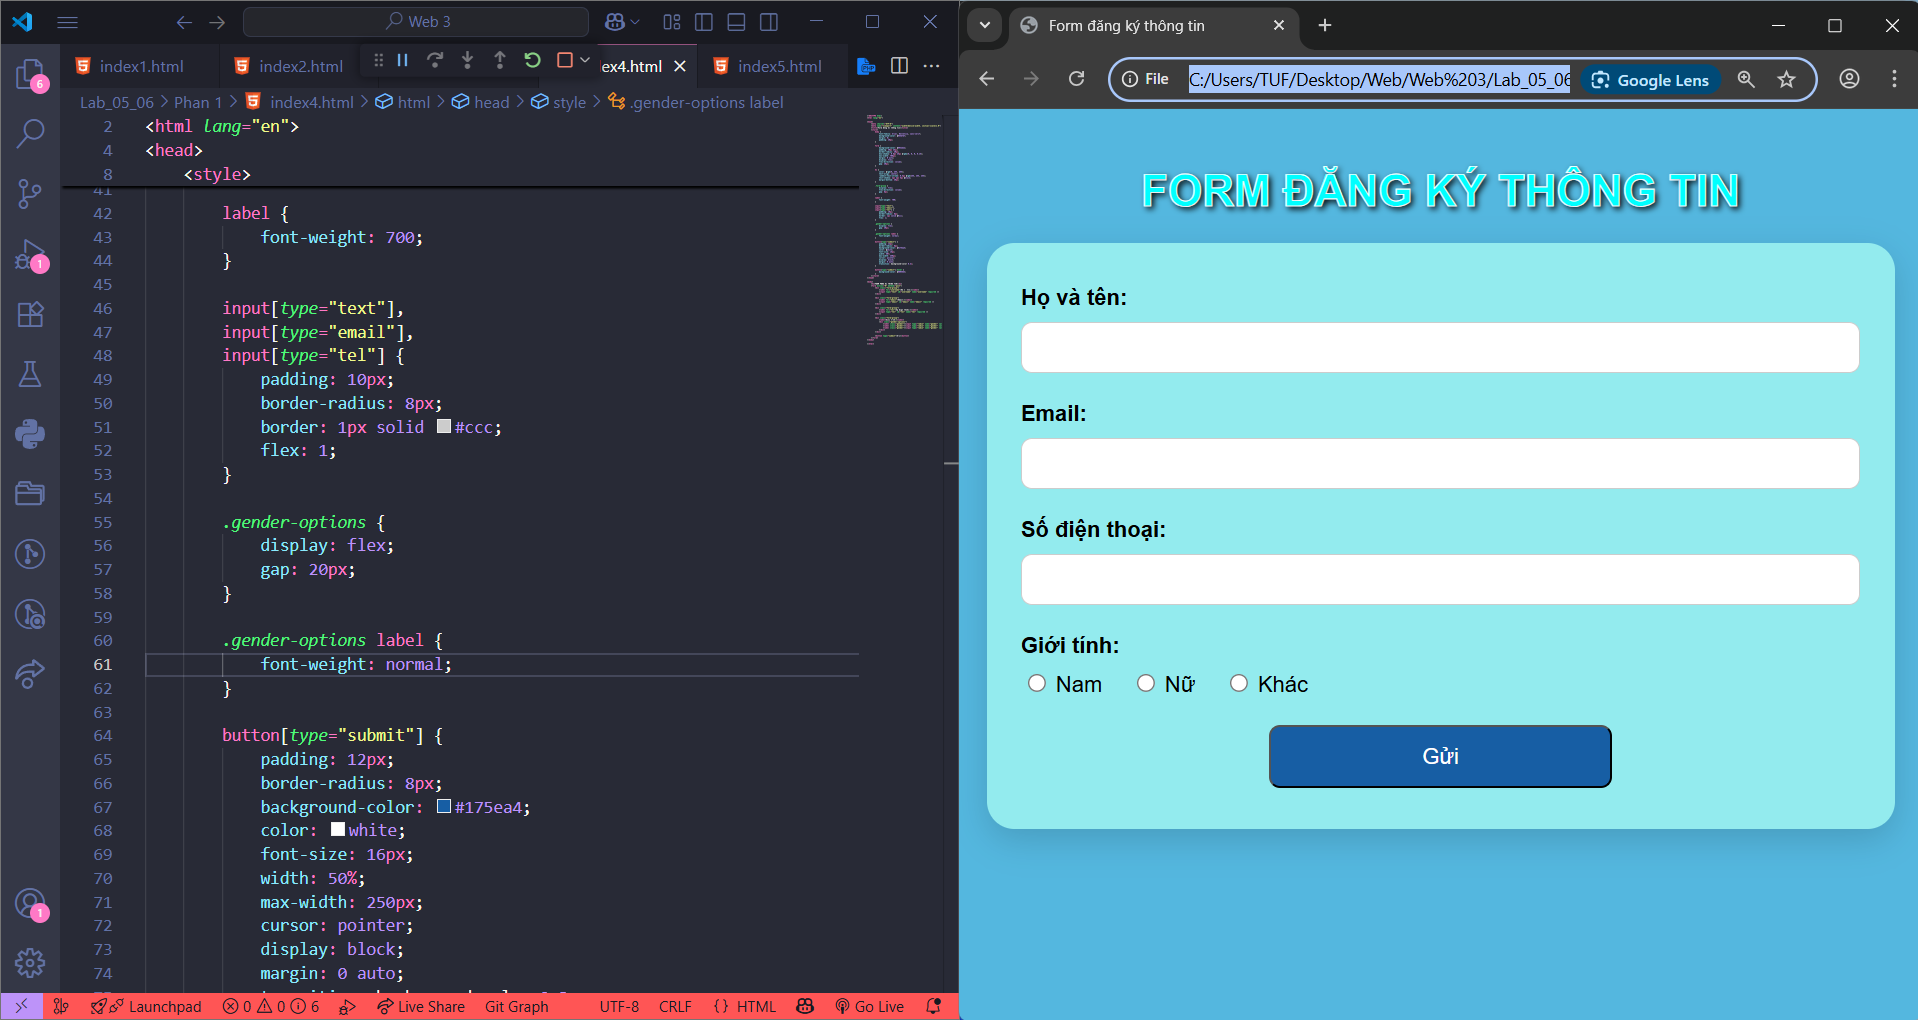 Web 3
index1.html
index2.html
ex4.html
index5.html
Lab_05_06 > Phan 1 > index4.html > html > head > style > .gender-options label
2 <html lang="en">
4 <head>
8 <style>
41
42 label {
43 font-weight: 700;
44 }
45
46 input[type="text"],
47 input[type="email"],
48 input[type="tel"] {
49 padding: 10px;
50 border-radius: 8px;
51 border: 1px solid #ccc;
52 flex: 1;
53 }
54
55 .gender-options {
56 display: flex;
57 gap: 20px;
58 }
59
60 .gender-options label {
61 font-weight: normal;
62 }
63
64 button[type="submit"] {
65 padding: 12px;
66 border-radius: 8px;
67 background-color: #175ea4;
68 color: white;
69 font-size: 16px;
70 width: 50%;
71 max-width: 250px;
72 cursor: pointer;
73 display: block;
74 margin: 0 auto;
6
1
1
Launchpad 0 0 6 Live Share Git Graph UTF-8 CRLF {} HTML Go Live
Form đăng ký thông tin
File C:/Users/TUF/Desktop/Web/Web%203/Lab_05_06 Google Lens
FORM ĐĂNG KÝ THÔNG TIN
Họ và tên:
Email:
Số điện thoại:
Giới tính:
Nam Nữ Khác
Gửi